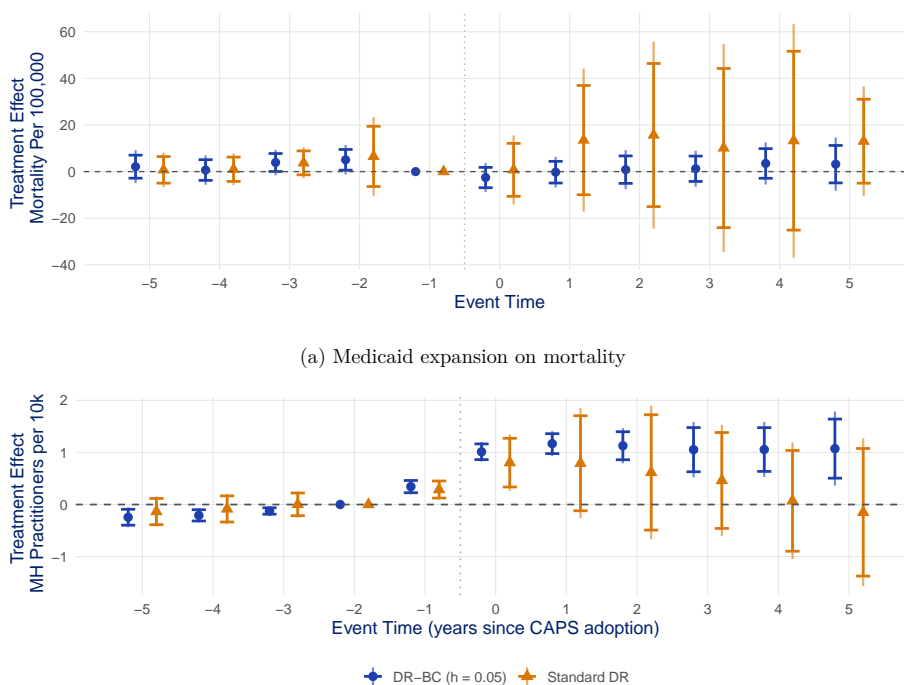 Treatment Effect
Mortality Per 100,000
60
40
20
0
−20
−40
−5 −4 −3 −2 −1 0 1 2 3 4 5
Event Time
(a) Medicaid expansion on mortality
Treatment Effect
MH Practitioners per 10k
2
1
0
−1
−5 −4 −3 −2 −1 0 1 2 3 4 5
Event Time (years since CAPS adoption)
DR−BC (h = 0.05) Standard DR